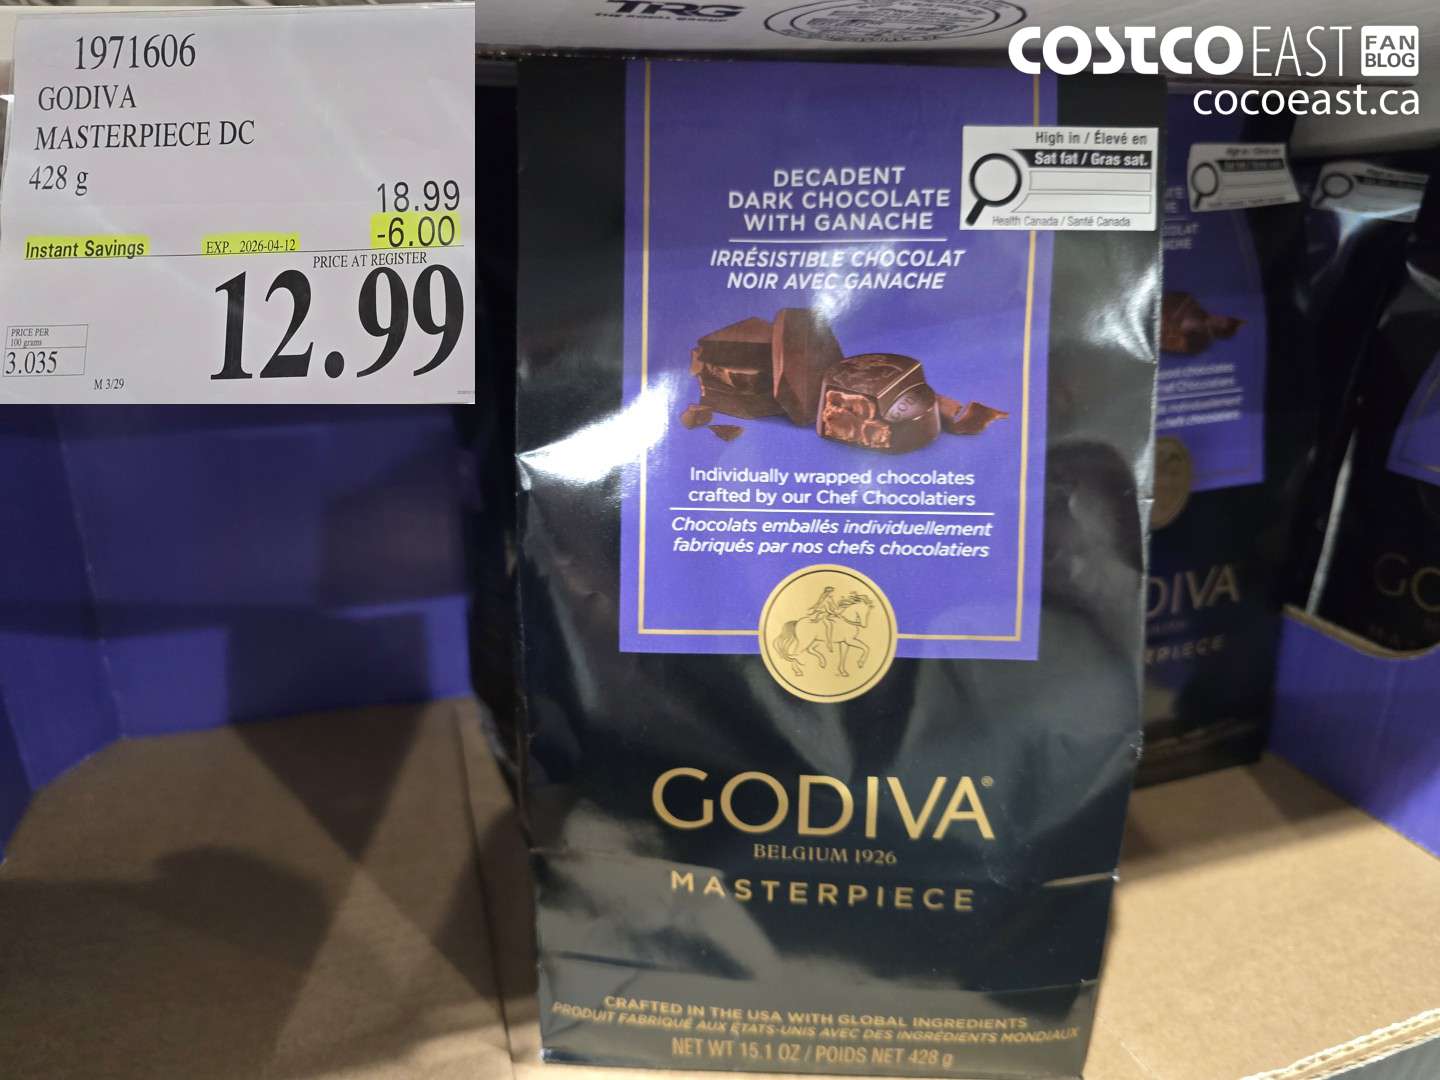 1971606
GODIVA
MASTERPIECE DC
428 g
18.99
-6.00
Instant Savings
EXP. 2026-04-12
PRICE AT REGISTER
12.99
PRICE PER
100 grams
3.035
M 3/29
TRG
COSTCO EAST FAN BLOG
cocoeast.ca
High in / Élevé en
Sat fat / Gras sat.
Health Canada / Santé Canada
DECADENT
DARK CHOCOLATE
WITH GANACHE
IRRÉSISTIBLE CHOCOLAT
NOIR AVEC GANACHE
Individually wrapped chocolates
crafted by our Chef Chocolatiers
Chocolats emballés individuellement
fabriqués par nos chefs chocolatiers
GODIVA®
BELGIUM 1926
MASTERPIECE
CRAFTED IN THE USA WITH GLOBAL INGREDIENTS
PRODUIT FABRIQUÉ AUX ÉTATS-UNIS AVEC DES INGRÉDIENTS MONDIAUX
NET WT 15.1 OZ / POIDS NET 428 g